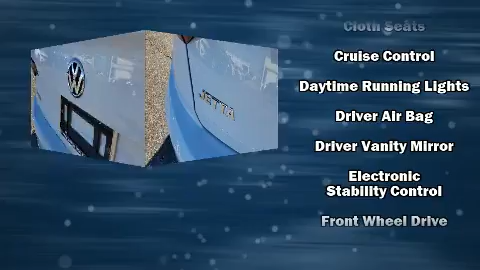 Cloth Seats
Cruise Control
Daytime Running Lights
Driver Air Bag
Driver Vanity Mirror
Electronic
Stability Control
Front Wheel Drive
JETTA